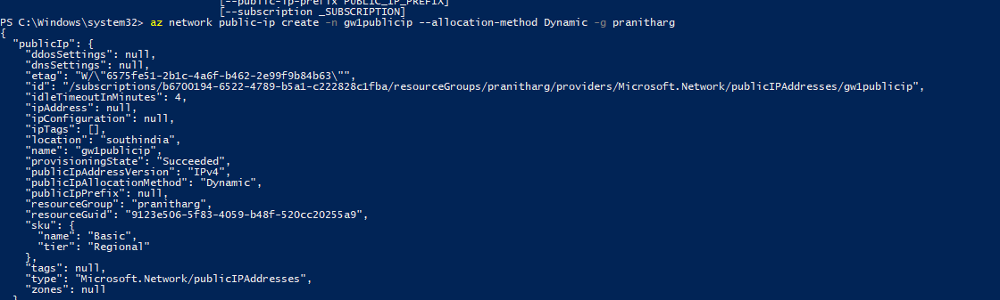 [--public-ip-prefix PUBLIC_IP_PREFIX]
[--subscription _SUBSCRIPTION]
PS C:\Windows\system32> az network public-ip create -n gw1publicip --allocation-method Dynamic -g pranitharg
{
"publicIp": {
"ddosSettings": null,
"dnsSettings": null,
"etag": "W/\"6575fe51-2b1c-4a6f-b462-2e99f9b84b63\"",
"id": "/subscriptions/b6700194-6522-4789-b5a1-c222828c1fba/resourceGroups/pranitharg/providers/Microsoft.Network/publicIPAddresses/gw1publicip",
"idleTimeoutInMinutes": 4,
"ipAddress": null,
"ipConfiguration": null,
"ipTags": [],
"location": "southindia",
"name": "gw1publicip",
"provisioningState": "Succeeded",
"publicIpAddressVersion": "IPv4",
"publicIpAllocationMethod": "Dynamic",
"publicIpPrefix": null,
"resourceGroup": "pranitharg",
"resourceGuid": "9123e506-5f83-4059-b48f-520cc20255a9",
"sku": {
"name": "Basic",
"tier": "Regional"
},
"tags": null,
"type": "Microsoft.Network/publicIPAddresses",
"zones": null
}